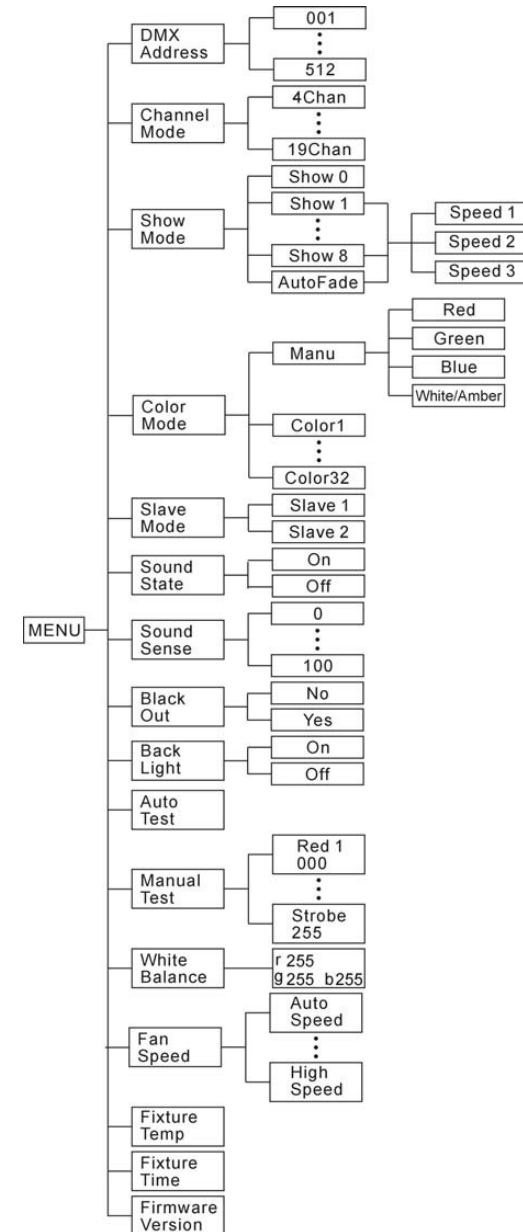 MENU
DMX
Address
001
512
Channel
Mode
4Chan
19Chan
Show
Mode
Show 0
Show 1
Show 8
AutoFade
Speed 1
Speed 2
Speed 3
Color
Mode
Manu
Red
Green
Blue
White/Amber
Color1
Color32
Slave
Mode
Slave 1
Slave 2
Sound
State
On
Off
Sound
Sense
0
100
Black
Out
No
Yes
Back
Light
On
Off
Auto
Test
Manual
Test
Red 1
000
Strobe
255
White
Balance
r 255
g255 b255
Fan
Speed
Auto
Speed
High
Speed
Fixture
Temp
Fixture
Time
Firmware
Version